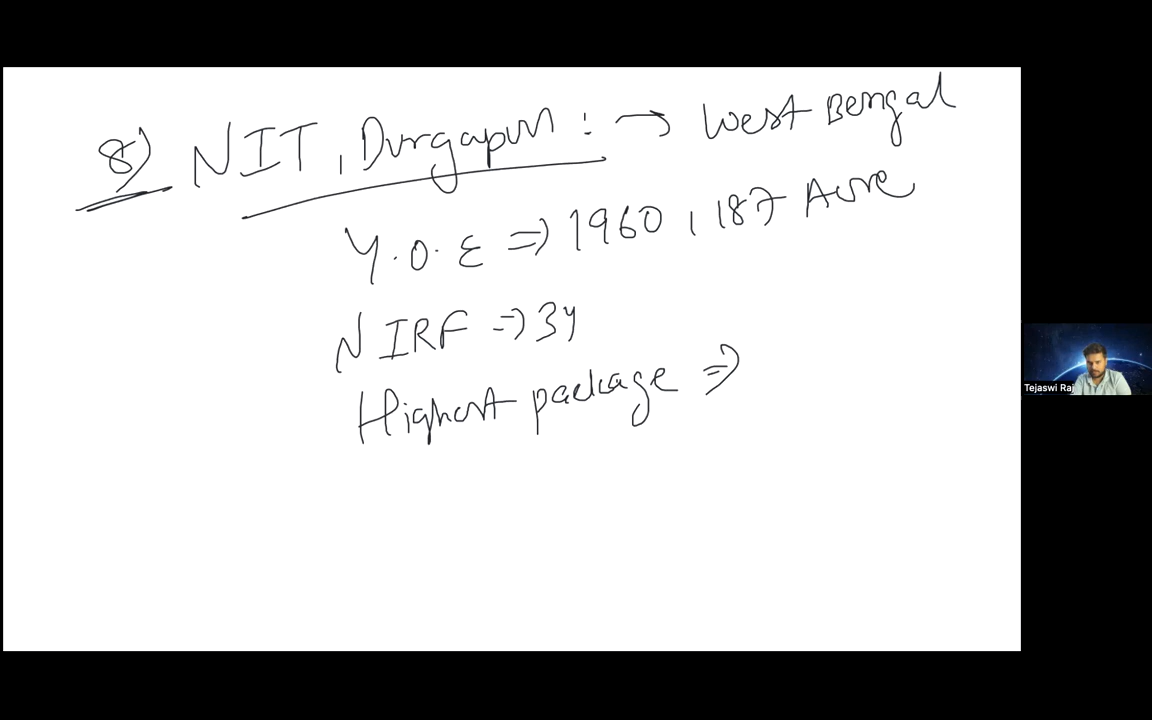 8) NIT, Durgapur : → West Bengal
Y.O.E ⇒ 1960, 187 Acre
NIRF ⇒ 34
Highest package ⇒
Tejaswi Raj